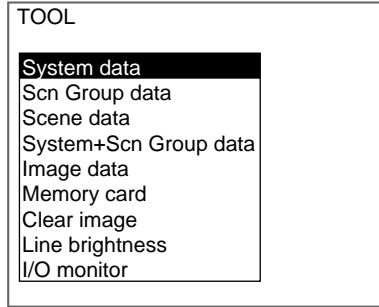 TOOL
System data
Scn Group data
Scene data
System+Scn Group data
Image data
Memory card
Clear image
Line brightness
I/O monitor